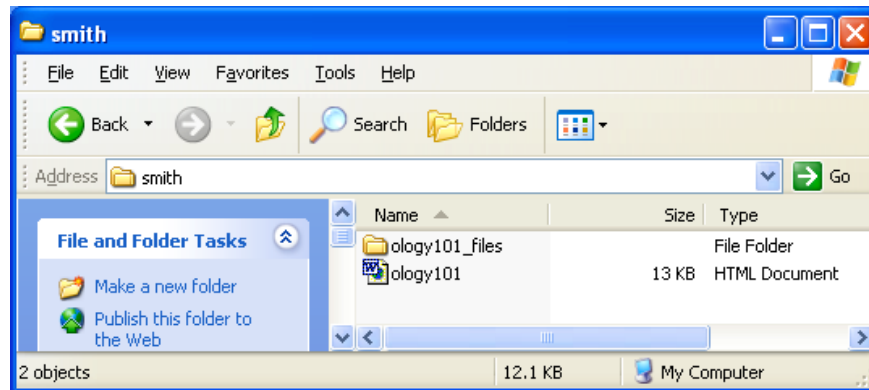 smith
File Edit View Favorites Tools Help
Back Search Folders
Address smith Go
Name Size Type
File and Folder Tasks
ology101_files File Folder
ology101 13 KB HTML Document
Make a new folder
Publish this folder to
the Web
2 objects 12.1 KB My Computer